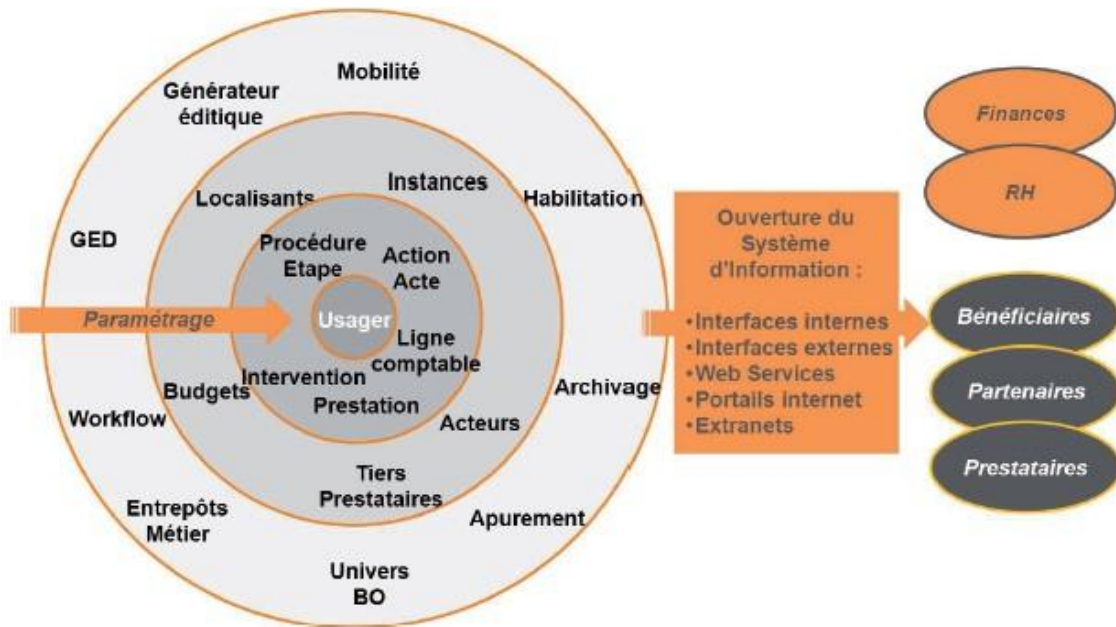 Mobilité
Générateur
éditique
Localisants
Instances
Habilitation
GED
Procédure
Etape
Action
Acte
Paramétrage
Usager
Ligne
comptable
Intervention
Prestation
Budgets
Workflow
Acteurs
Archivage
Tiers
Prestataires
Entrepôts
Métier
Apurement
Univers
BO
Ouverture du
Système
d'Information :
•Interfaces internes
•Interfaces externes
•Web Services
•Portails internet
•Extranets
Finances
RH
Bénéficiaires
Partenaires
Prestataires